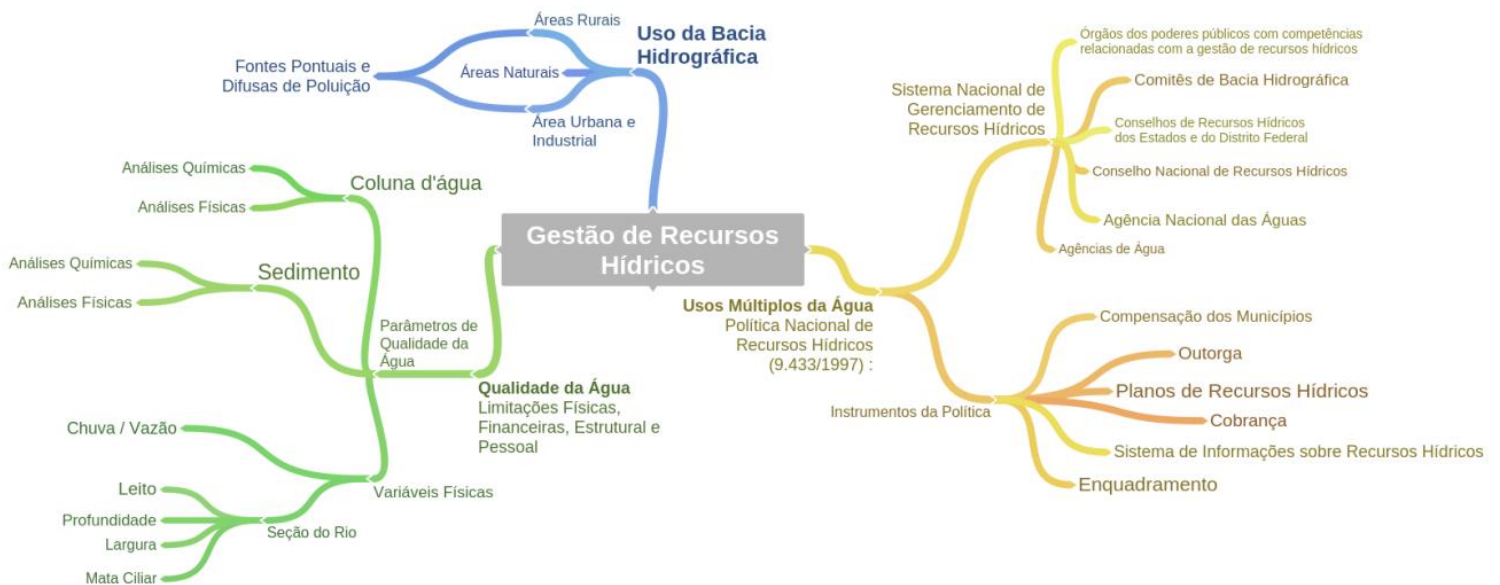 Gestão de Recursos
Hídricos
Uso da Bacia
Hidrográfica
Áreas Rurais
Áreas Naturais
Área Urbana e
Industrial
Fontes Pontuais e
Difusas de Poluição
Qualidade da Água
Limitações Físicas,
Financeiras, Estrutural e
Pessoal
Parâmetros de
Qualidade da
Água
Coluna d'água
Análises Químicas
Análises Físicas
Sedimento
Análises Químicas
Análises Físicas
Variáveis Físicas
Chuva / Vazão
Seção do Rio
Leito
Profundidade
Largura
Mata Ciliar
Usos Múltiplos da Água
Política Nacional de
Recursos Hídricos
(9.433/1997) :
Sistema Nacional de
Gerenciamento de
Recursos Hídricos
Órgãos dos poderes públicos com competências
relacionadas com a gestão de recursos hídricos
Comitês de Bacia Hidrográfica
Conselhos de Recursos Hídricos
dos Estados e do Distrito Federal
Conselho Nacional de Recursos Hídricos
Agência Nacional das Águas
Agências de Água
Instrumentos da Política
Compensação dos Municípios
Outorga
Planos de Recursos Hídricos
Cobrança
Sistema de Informações sobre Recursos Hídricos
Enquadramento